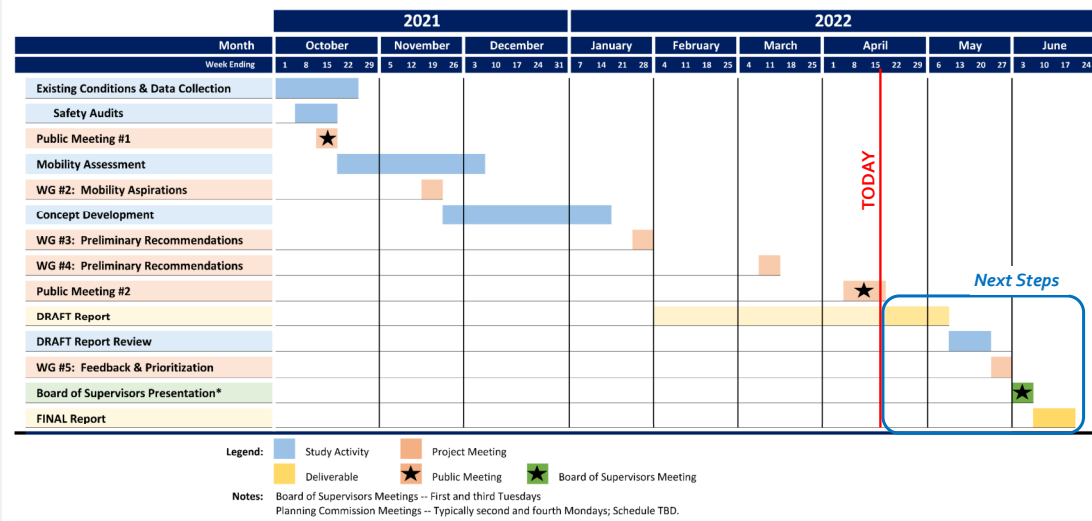 2021 2022
Month October November December January February March April May June
Week Ending 1 8 15 22 29 5 12 19 26 3 10 17 24 31 7 14 21 28 4 11 18 25 4 11 18 25 1 8 15 22 29 6 13 20 27 3 10 17 24
Existing Conditions & Data Collection
Safety Audits
Public Meeting #1
TODAY
Mobility Assessment
WG #2: Mobility Aspirations
Concept Development
WG #3: Preliminary Recommendations
WG #4: Preliminary Recommendations
Next Steps
Public Meeting #2
DRAFT Report
DRAFT Report Review
WG #5: Feedback & Prioritization
Board of Supervisors Presentation*
FINAL Report
Legend: Study Activity Project Meeting
Deliverable Public Meeting Board of Supervisors Meeting
Notes: Board of Supervisors Meetings -- First and third Tuesdays
Planning Commission Meetings -- Typically second and fourth Mondays; Schedule TBD.